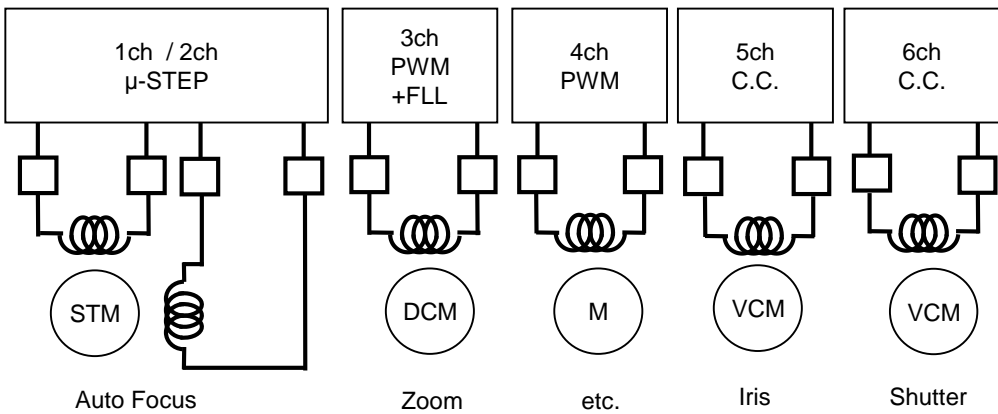 1ch / 2ch
µ-STEP
3ch
PWM
+FLL
4ch
PWM
5ch
C.C.
6ch
C.C.
STM
DCM
M
VCM
VCM
Auto Focus
Zoom
etc.
Iris
Shutter